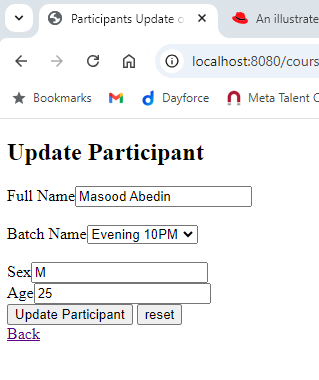 Participants Update o
An illustrate
localhost:8080/cours
Bookmarks
Dayforce
Meta Talent C
Update Participant
Full Name Masood Abedin
Batch Name Evening 10PM
Sex M
Age 25
Update Participant reset
Back